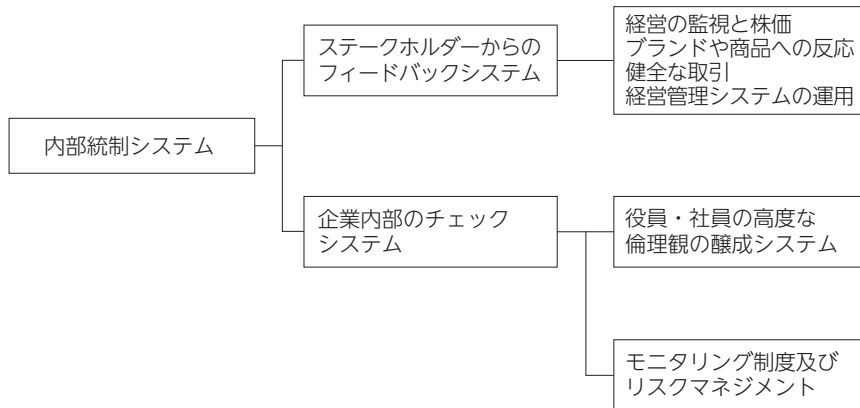 内部統制システム
ステークホルダーからの
フィードバックシステム
経営の監視と株価
ブランドや商品への反応
健全な取引
経営管理システムの運用
企業内部のチェック
システム
役員・社員の高度な
倫理観の醸成システム
モニタリング制度及び
リスクマネジメント